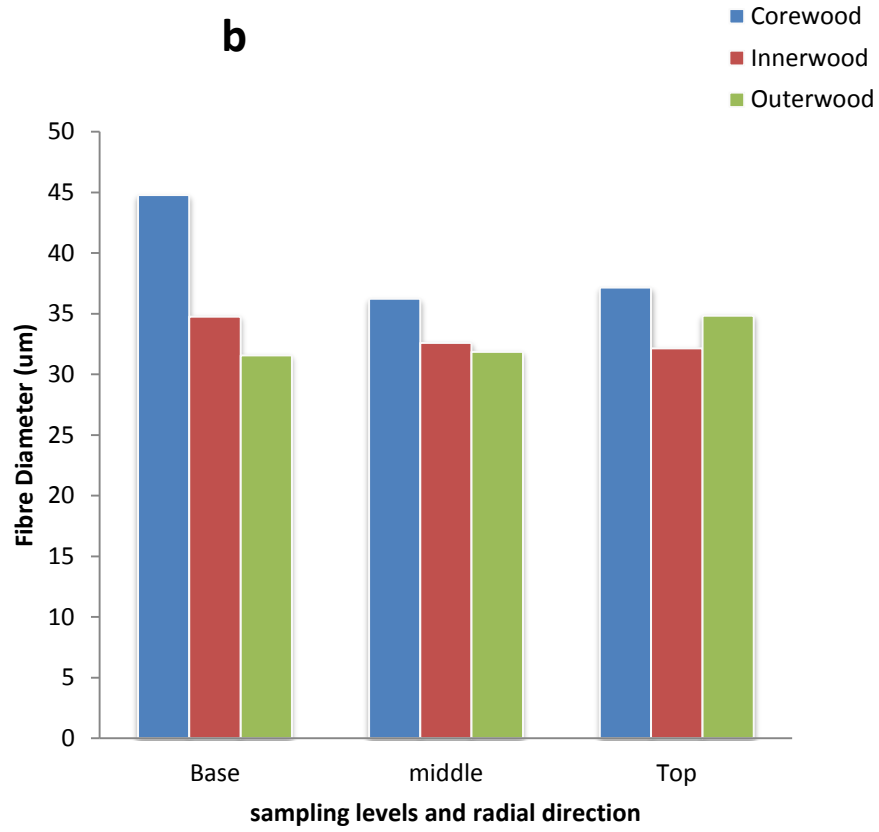 b
Corewood
Innerwood
Outerwood
Fibre Diameter (um)
50
45
40
35
30
25
20
15
10
5
0
Base middle Top
sampling levels and radial direction